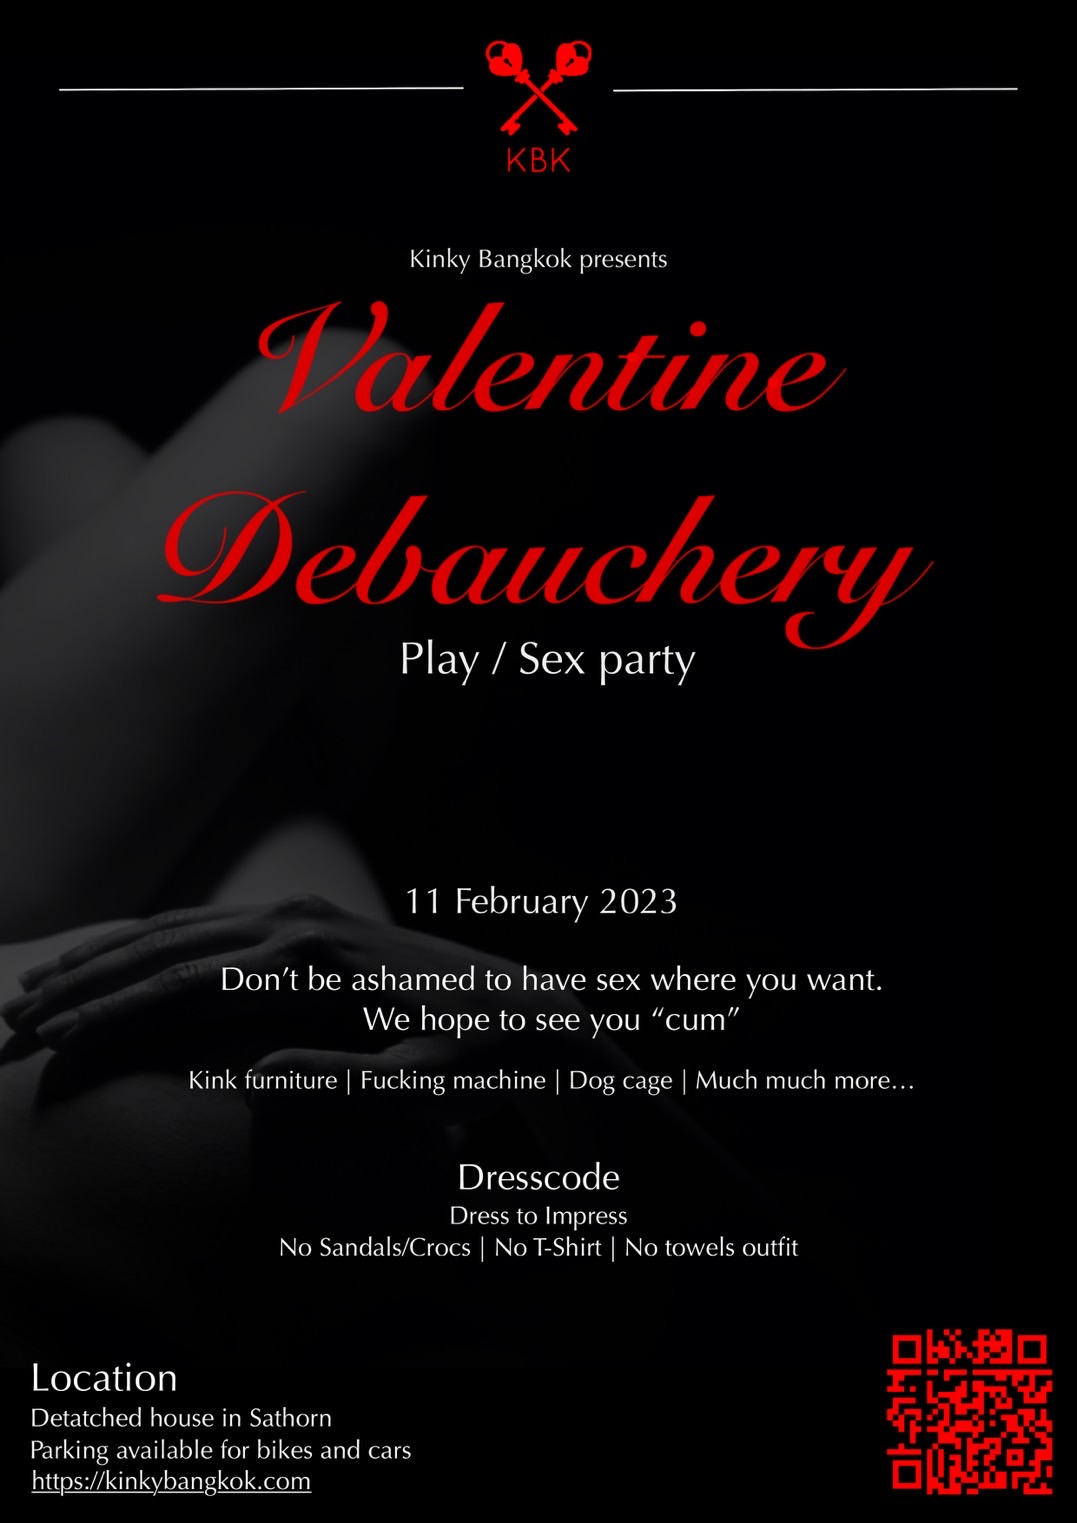 KBK
Kinky Bangkok presents
Valentine
Debauchery
Play / Sex party
11 February 2023
Don’t be ashamed to have sex where you want.
We hope to see you “cum”
Kink furniture | Fucking machine | Dog cage | Much much more…
Dresscode
Dress to Impress
No Sandals/Crocs | No T-Shirt | No towels outfit
Location
Detatched house in Sathorn
Parking available for bikes and cars
https://kinkybangkok.com